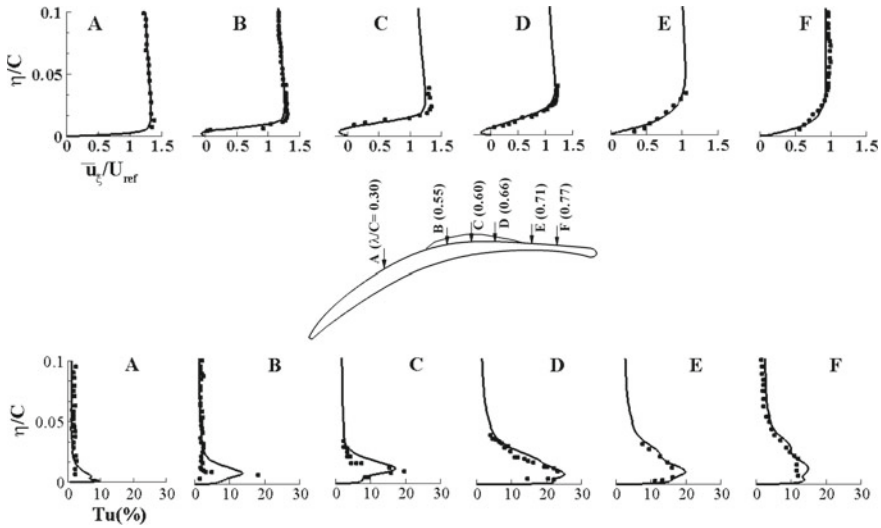 A B C D E F
η/C
0.1
0.05
0
0 0.5 1 1.5 0 0.5 1 1.5 0 0.5 1 1.5 0 0.5 1 1.5 0 0.5 1 1.5 0 0.5 1 1.5
u̅ξ/Uref
A (λ/C= 0.30)
B (0.55)
C (0.60)
D (0.66)
E (0.71)
F (0.77)
A B C D E F
η/C
0.1
0.05
0
0 10 20 30 0 10 20 30 0 10 20 30 0 10 20 30 0 10 20 30 0 10 20 30
Tu(%)